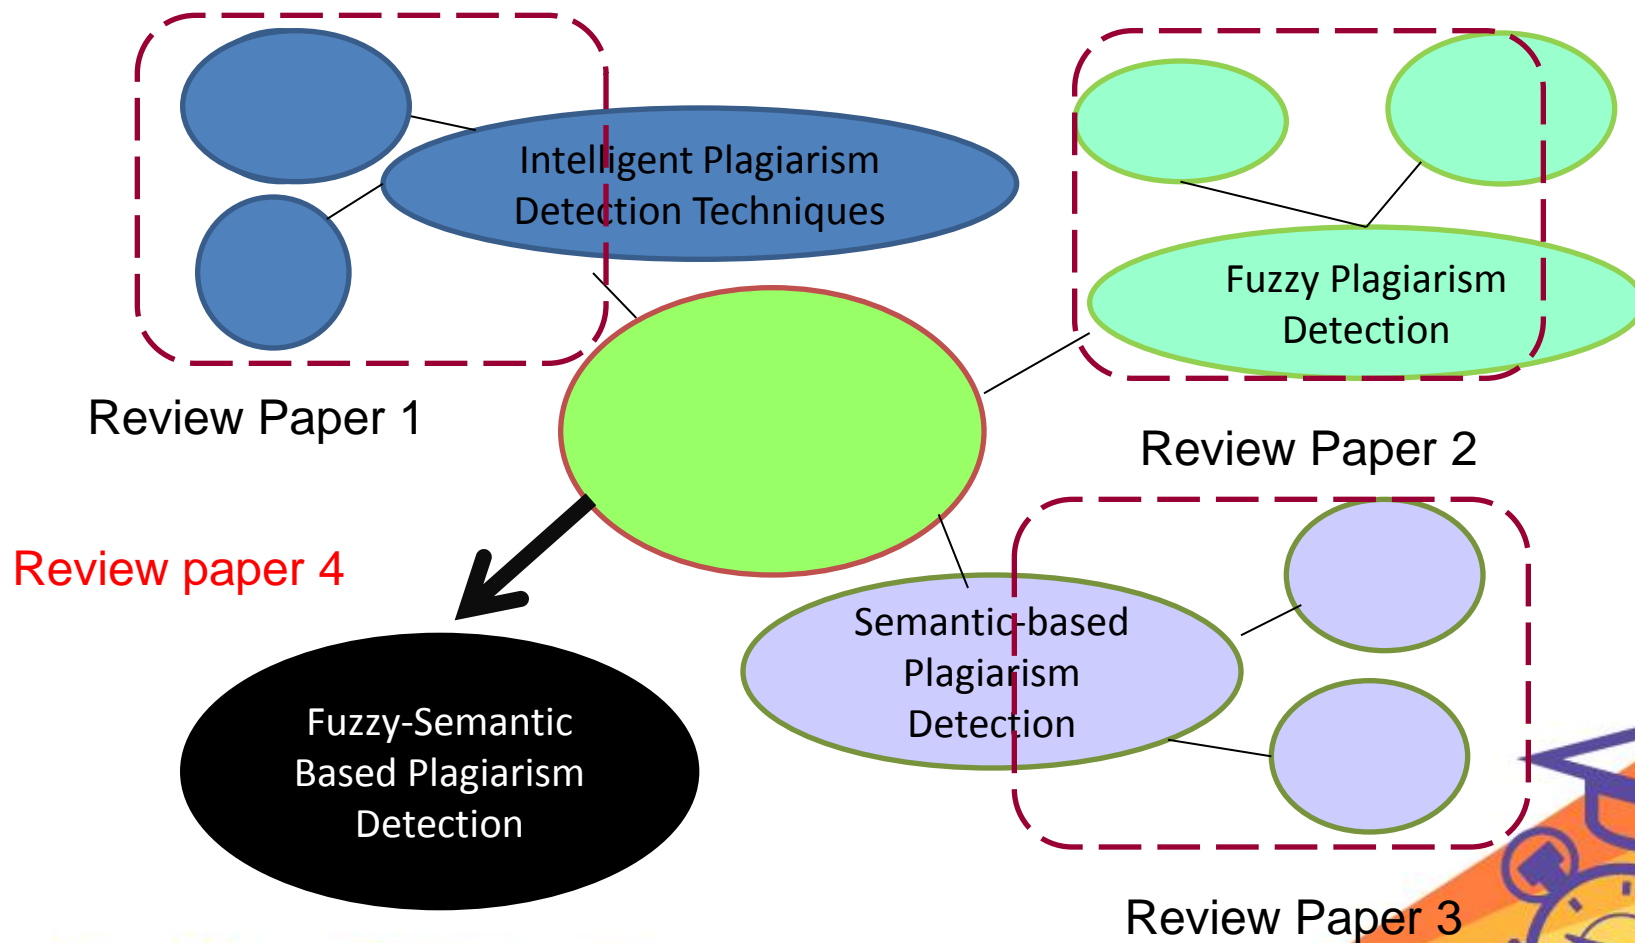 Intelligent Plagiarism
Detection Techniques
Review Paper 1
Fuzzy Plagiarism
Detection
Review Paper 2
Review paper 4
Semantic-based
Plagiarism
Detection
Fuzzy-Semantic
Based Plagiarism
Detection
Review Paper 3